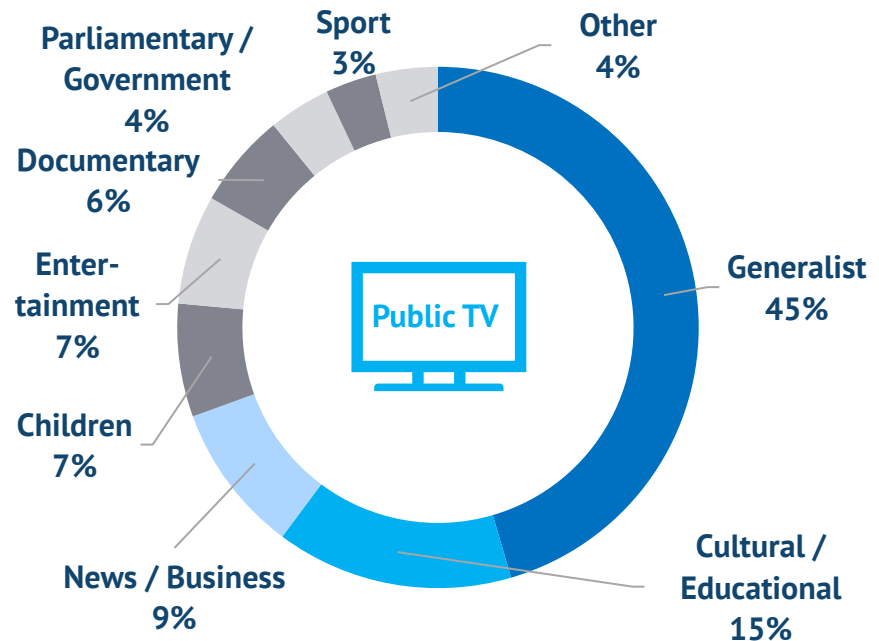 Parliamentary /
Government
4%
Sport
3%
Other
4%
Documentary
6%
Enter-
tainment
7%
Public TV
Generalist
45%
Children
7%
News / Business
9%
Cultural /
Educational
15%